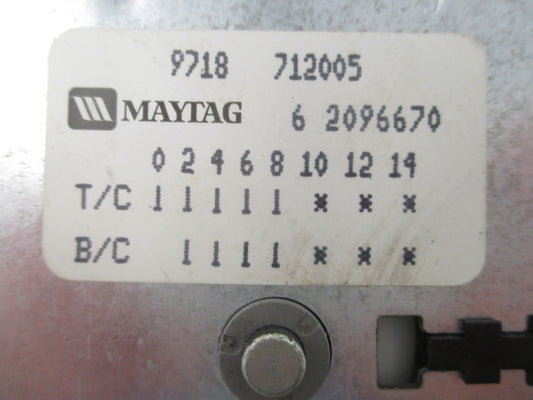 9718 712005
MAYTAG 6 2096670
0 2 4 6 8 10 12 14
T/C 1 1 1 1 1 * * *
B/C 1 1 1 1 * * *